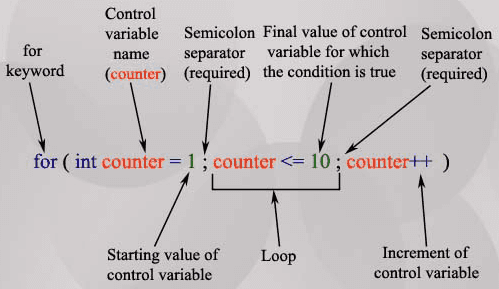 for
keyword
Control
variable
name
(counter)
Semicolon
separator
(required)
Final value of control
variable for which
the condition is true
Semicolon
separator
(required)
for ( int counter = 1 ; counter <= 10 ; counter++ )
Starting value of
control variable
Loop
Increment of
control variable